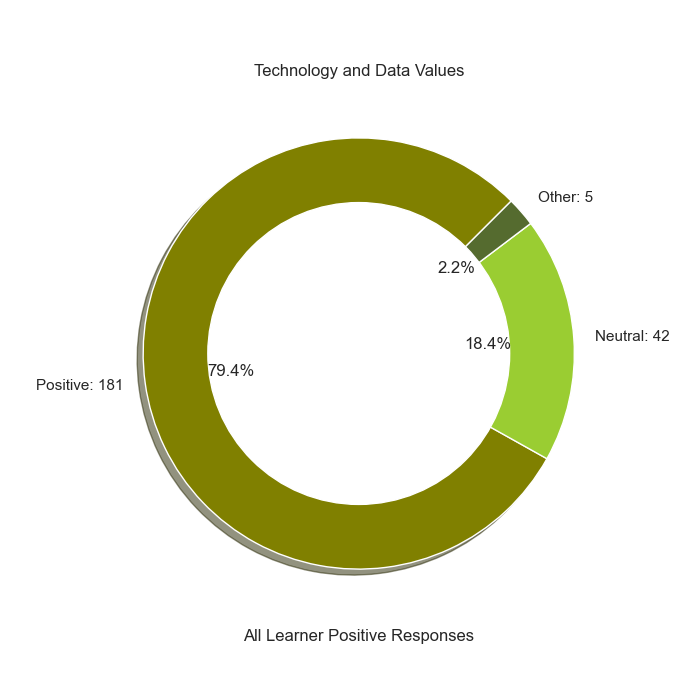 Technology and Data Values
Other: 5
2.2%
Neutral: 42
18.4%
79.4%
Positive: 181
All Learner Positive Responses